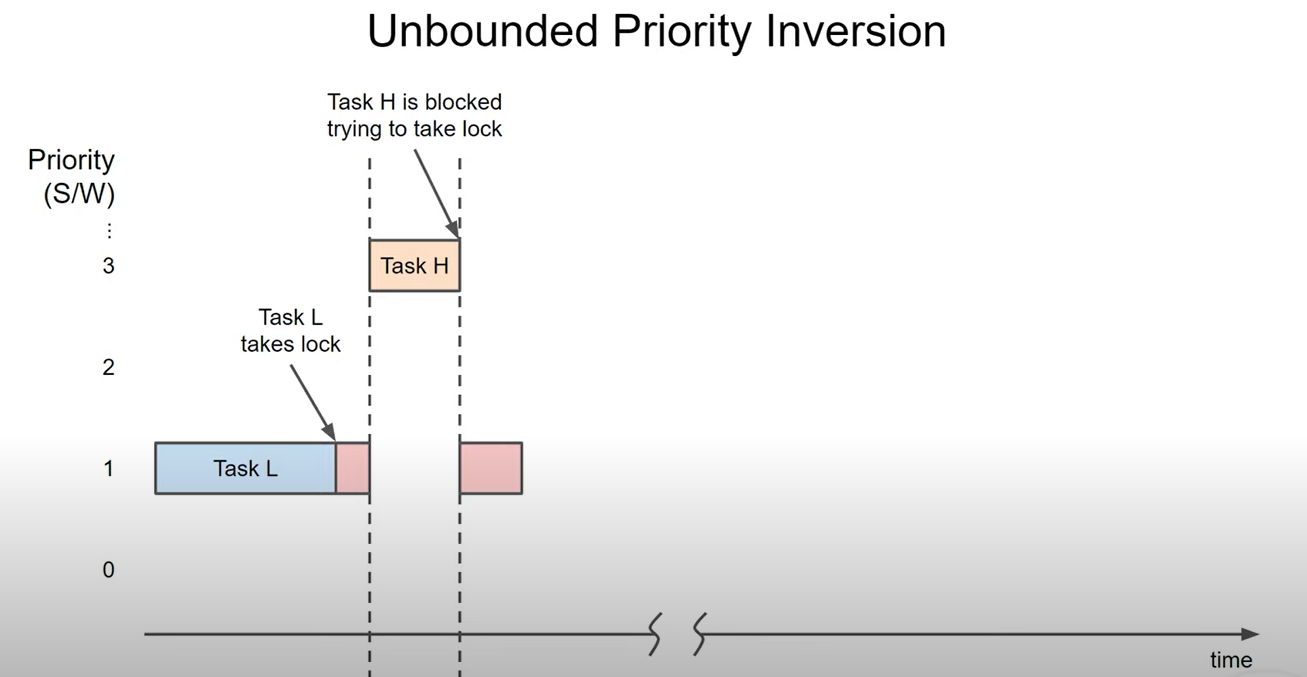 Unbounded Priority Inversion
Task H is blocked
trying to take lock
Priority
(S/W)
⋮
3
Task H
Task L
takes lock
2
1
Task L
0
time